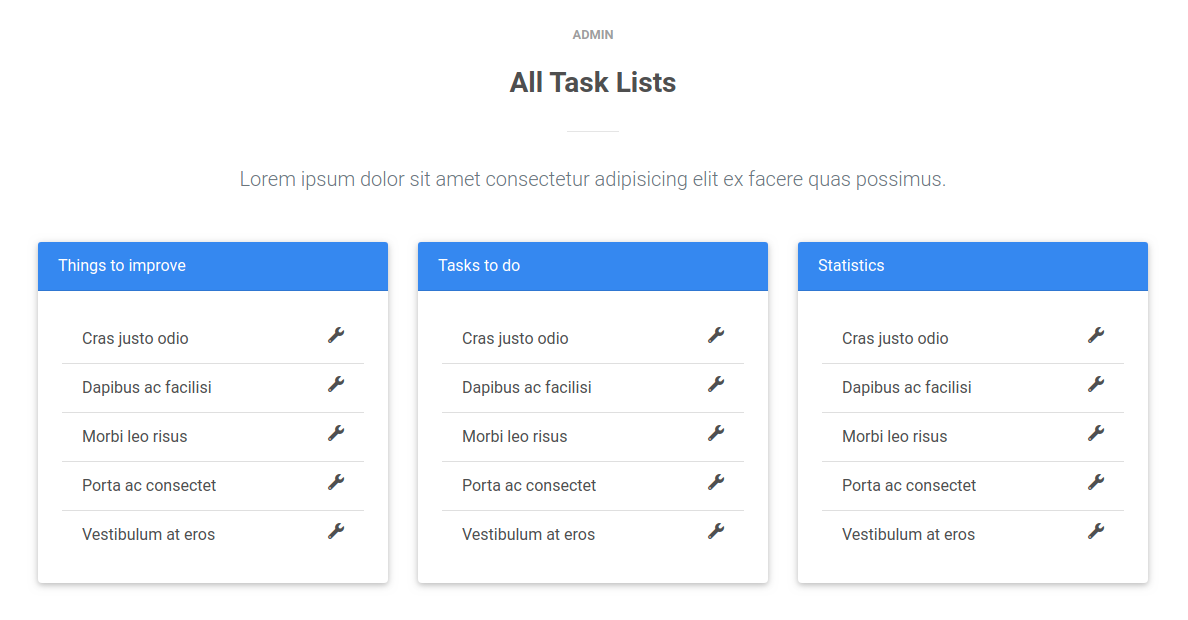 ADMIN
All Task Lists
Lorem ipsum dolor sit amet consectetur adipisicing elit ex facere quas possimus.
Things to improve
Cras justo odio
Dapibus ac facilisi
Morbi leo risus
Porta ac consectet
Vestibulum at eros
Tasks to do
Cras justo odio
Dapibus ac facilisi
Morbi leo risus
Porta ac consectet
Vestibulum at eros
Statistics
Cras justo odio
Dapibus ac facilisi
Morbi leo risus
Porta ac consectet
Vestibulum at eros